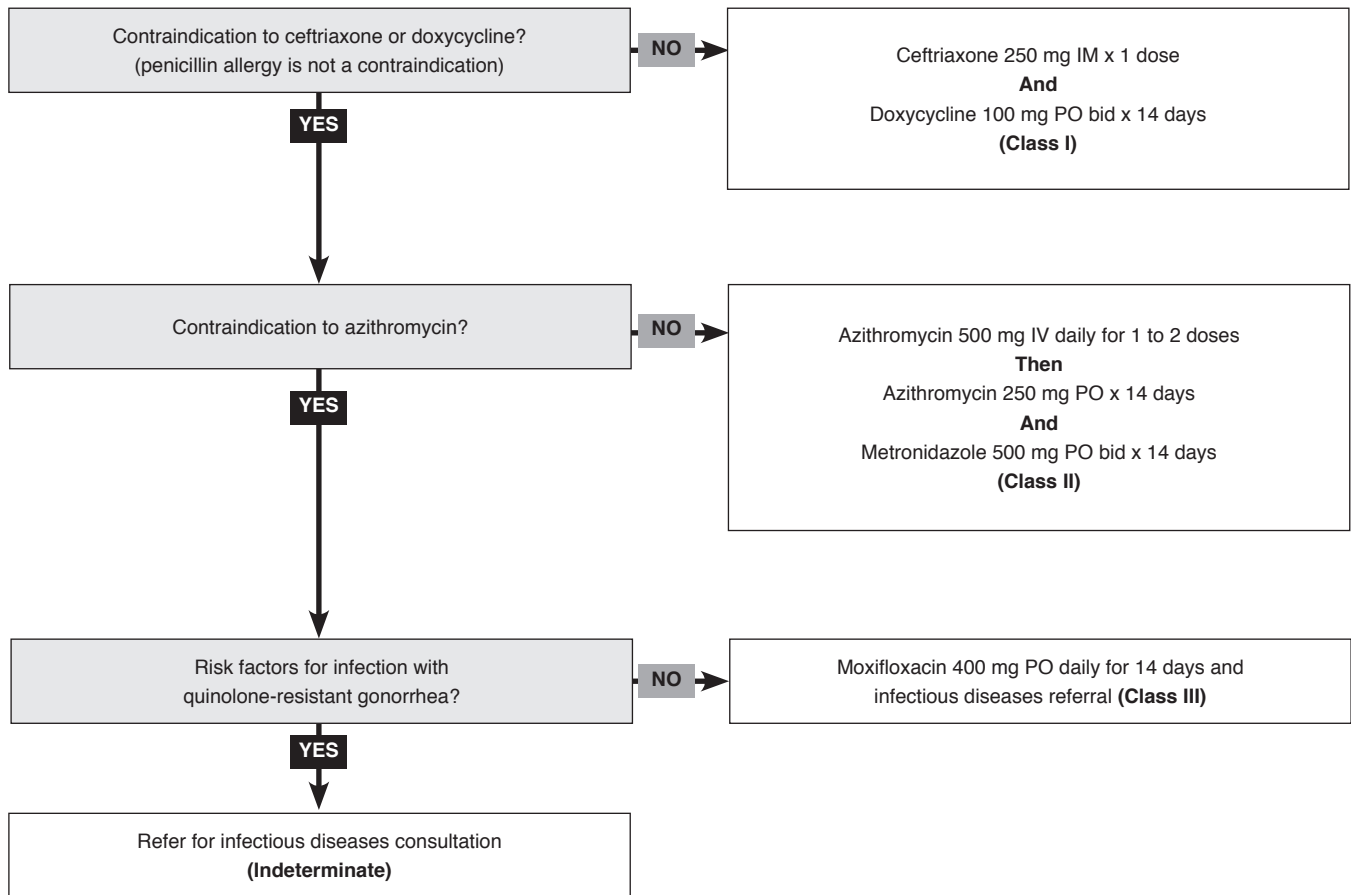 Contraindication to ceftriaxone or doxycycline?
(penicillin allergy is not a contraindication)
NO
Ceftriaxone 250 mg IM x 1 dose
And
Doxycycline 100 mg PO bid x 14 days
(Class I)
YES
Contraindication to azithromycin?
NO
Azithromycin 500 mg IV daily for 1 to 2 doses
Then
Azithromycin 250 mg PO x 14 days
And
Metronidazole 500 mg PO bid x 14 days
(Class II)
YES
Risk factors for infection with
quinolone-resistant gonorrhea?
NO
Moxifloxacin 400 mg PO daily for 14 days and
infectious diseases referral (Class III)
YES
Refer for infectious diseases consultation
(Indeterminate)